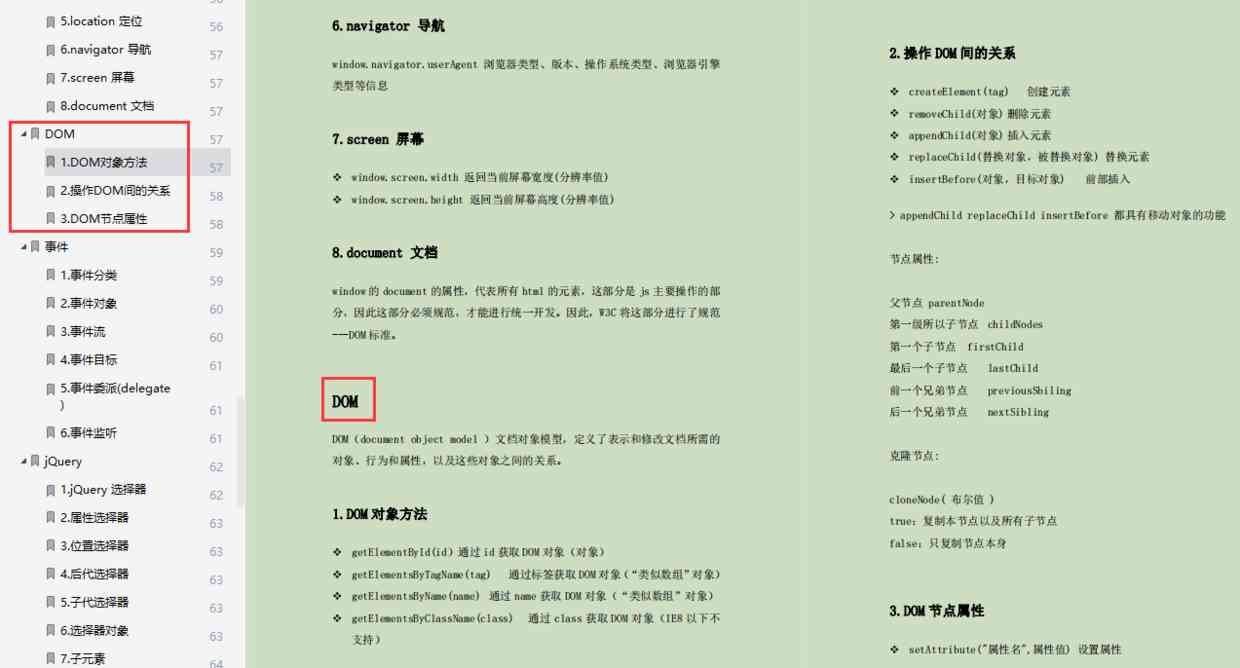 5.location 定位 56
6.navigator 导航 57
7.screen 屏幕 57
8.document 文档 57
DOM 57
1.DOM对象方法 57
2.操作DOM间的关系 58
3.DOM节点属性 58
事件 59
1.事件分类 59
2.事件对象 60
3.事件流 60
4.事件目标 61
5.事件委派(delegate
) 61
6.事件监听 61
jQuery 62
1.jQuery 选择器 62
2.属性选择器 63
3.位置选择器 63
4.后代选择器 63
5.子代选择器 63
6.选择器对象 63
7.子元素 64
6.navigator 导航
window.navigator.userAgent 浏览器类型、版本、操作系统类型、浏览器引擎
类型等信息
7.screen 屏幕
❖ window.screen.width 返回当前屏幕宽度(分辨率值)
❖ window.screen.height 返回当前屏幕高度(分辨率值)
8.document 文档
window 的 document 的属性，代表所有 html 的元素，这部分是 js 主要操作的部
分，因此这部分必须规范，才能进行统一开发。因此，W3C 将这部分进行了规范
---DOM 标准。
DOM
DOM（document object model ）文档对象模型，定义了表示和修改文档所需的
对象、行为和属性，以及这些对象之间的关系。
1.DOM 对象方法
❖ getElementById(id) 通过 id 获取 DOM 对象（对象）
❖ getElementsByTagName(tag) 通过标签获取 DOM 对象（“类似数组”对象）
❖ getElementsByName(name) 通过 name 获取 DOM 对象（“类似数组”对象）
❖ getElementsByClassName(class) 通过 class 获取 DOM 对象（IE8 以下不
支持）
2.操作 DOM 间的关系
❖ createElement(tag) 创建元素
❖ removeChild(对象) 删除元素
❖ appendChild(对象) 插入元素
❖ replaceChild(替换对象，被替换对象) 替换元素
❖ insertBefore(对象，目标对象) 前部插入
> appendChild replaceChild insertBefore 都具有移动对象的功能
节点属性:
父节点 parentNode
第一级所以子节点 childNodes
第一个子节点 firstChild
最后一个子节点 lastChild
前一个兄弟节点 previousSbiling
后一个兄弟节点 nextSibling
克隆节点:
cloneNode( 布尔值 )
true: 复制本节点以及所有子节点
false: 只复制节点本身
3.DOM 节点属性
❖ setAttribute("属性名",属性值) 设置属性